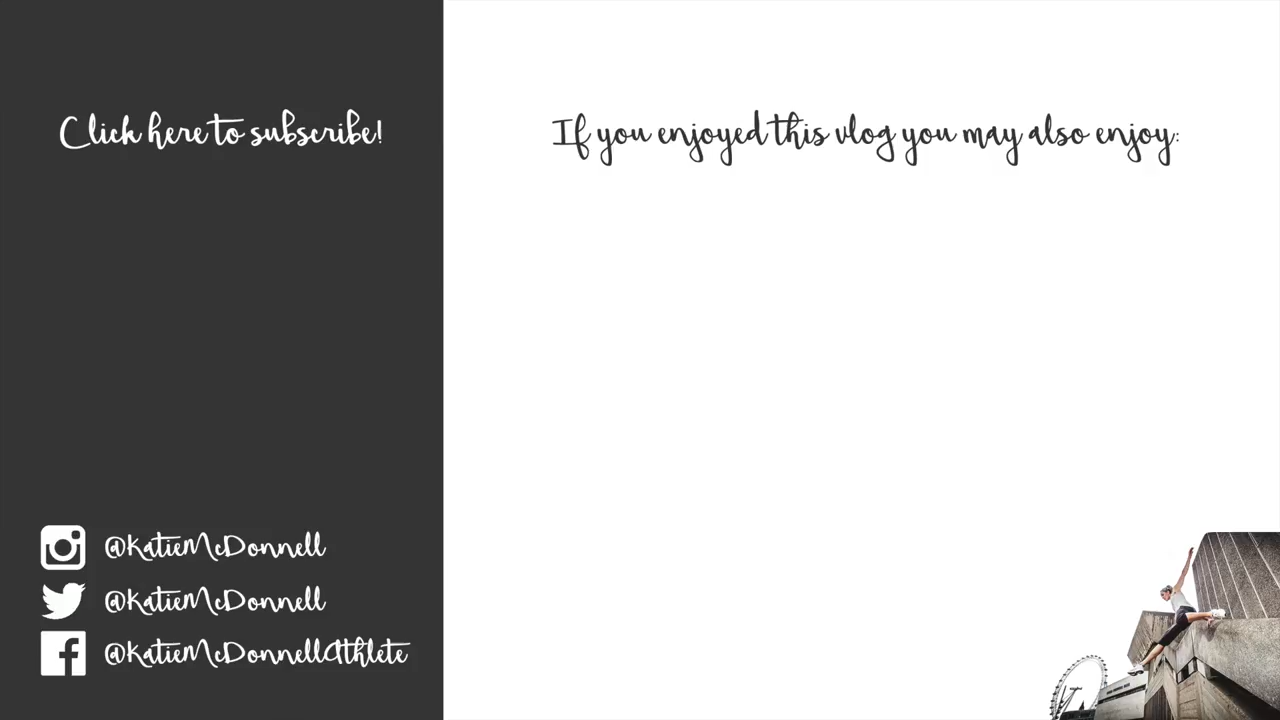 Click here to subscribe!
If you enjoyed this vlog you may also enjoy:
@KatieMcDonnell
@KatieMcDonnell
@KatieMcDonnellAthlete